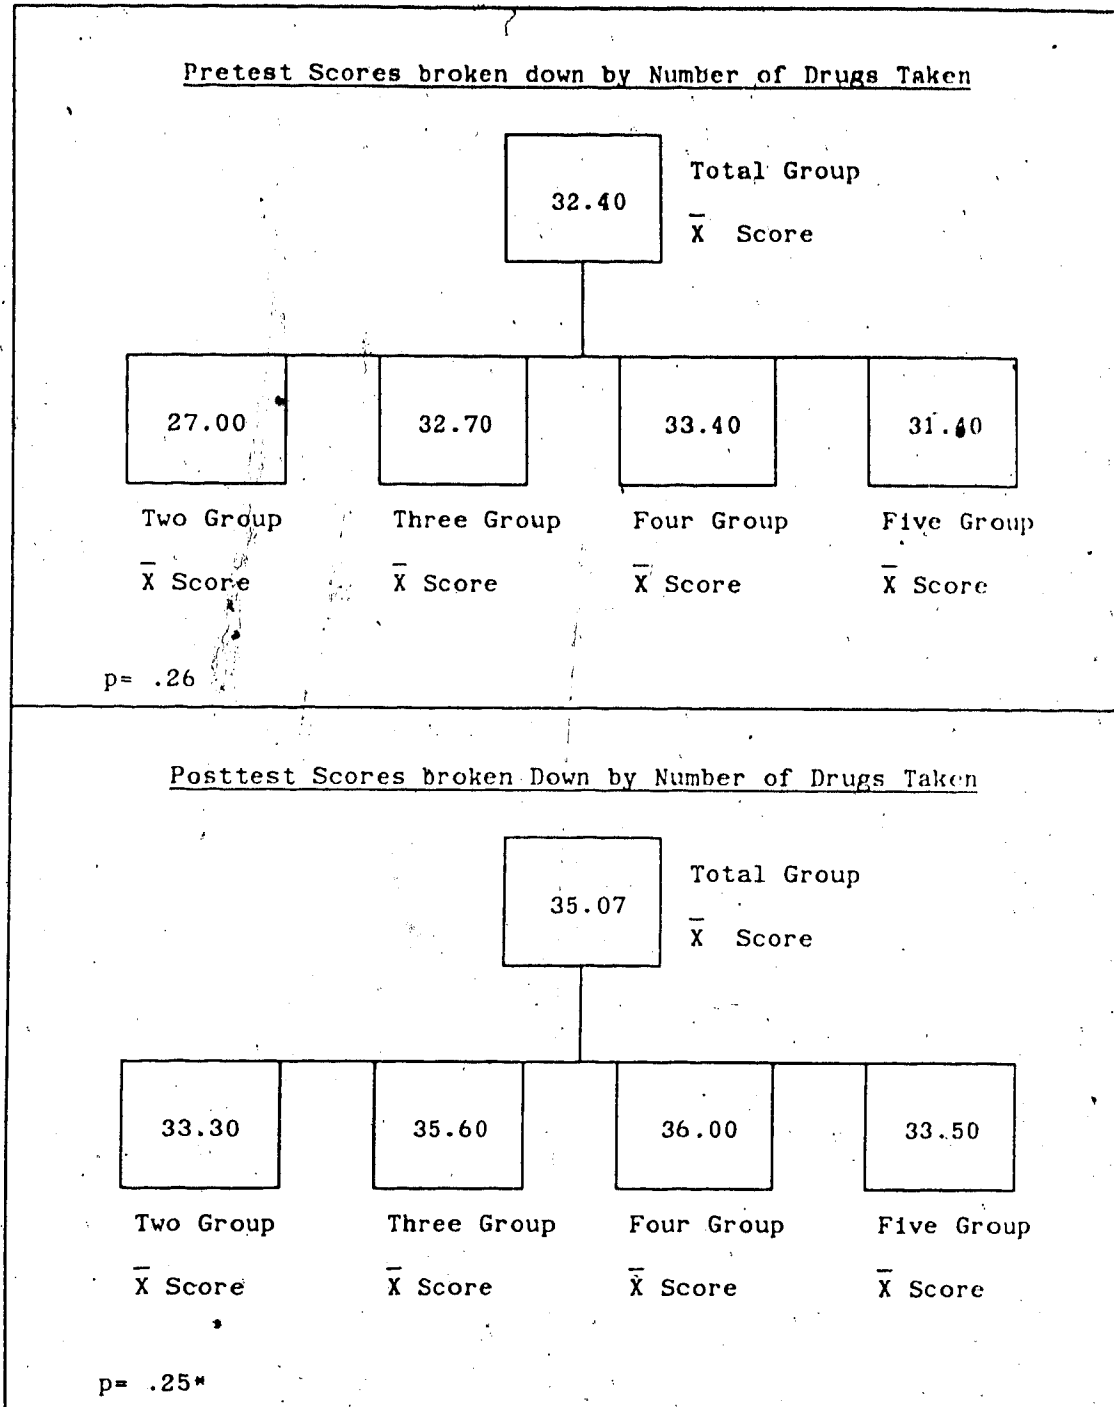 Pretest Scores broken down by Number of Drugs Taken
32.40
Total Group
X̄ Score
27.00 32.70 33.40 31.40
Two Group Three Group Four Group Five Group
X̄ Score X̄ Score X̄ Score X̄ Score
p= .26
Posttest Scores broken Down by Number of Drugs Taken
35.07
Total Group
X̄ Score
33.30 35.60 36.00 33.50
Two Group Three Group Four Group Five Group
X̄ Score X̄ Score X̄ Score X̄ Score
p= .25*